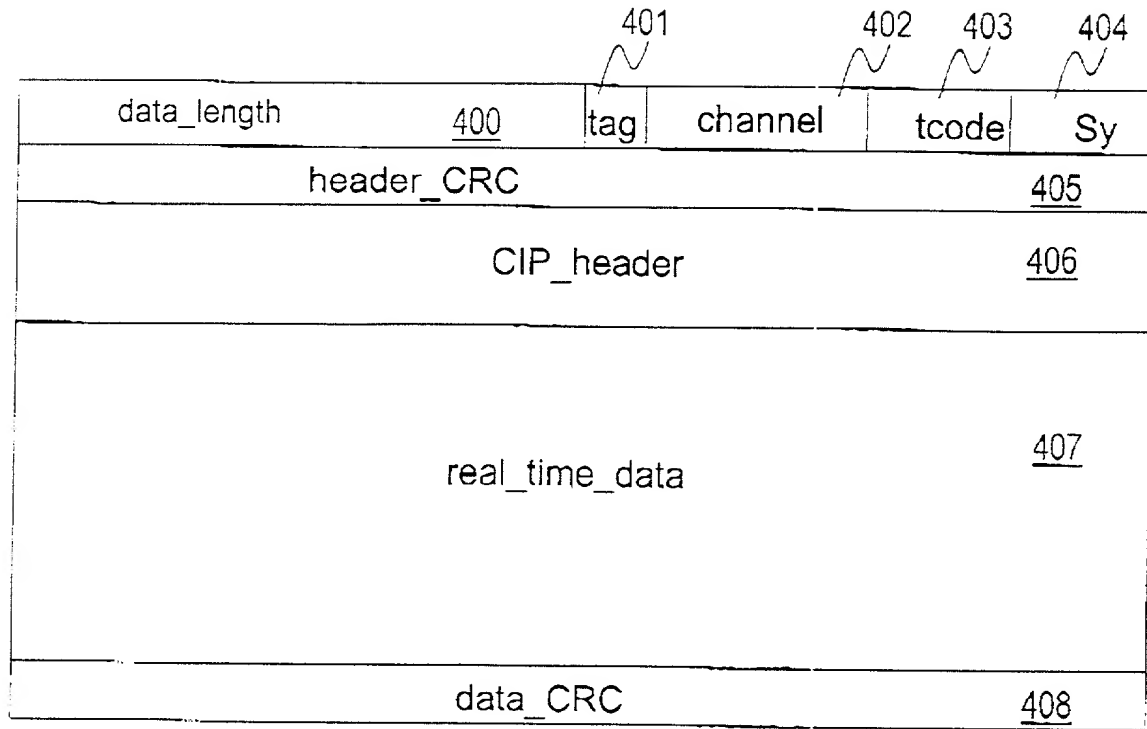 401 402 403 404
data_length 400 tag channel tcode Sy
header_CRC 405
CIP_header 406
real_time_data 407
data_CRC 408